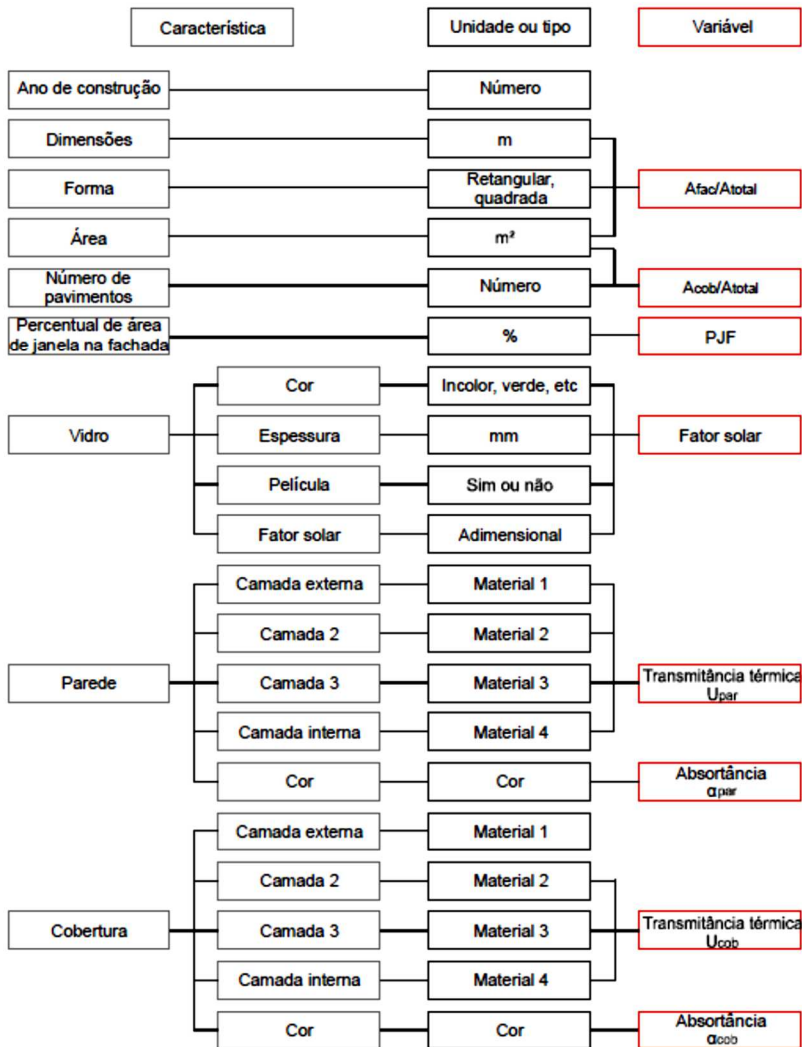 Característica
Unidade ou tipo
Variável
Ano de construção
Número
Dimensões
m
Forma
Retangular,
quadrada
Afac/Atotal
Área
m²
Número de
pavimentos
Número
Acob/Atotal
Percentual de área
de janela na fachada
%
PJF
Vidro
Cor
Incolor, verde, etc
Espessura
mm
Fator solar
Película
Sim ou não
Fator solar
Adimensional
Parede
Camada externa
Material 1
Camada 2
Material 2
Camada 3
Material 3
Transmitância térmica
Upar
Camada interna
Material 4
Cor
Cor
Absortância
αpar
Cobertura
Camada externa
Material 1
Camada 2
Material 2
Camada 3
Material 3
Transmitância térmica
Ucob
Camada interna
Material 4
Cor
Cor
Absortância
αcob